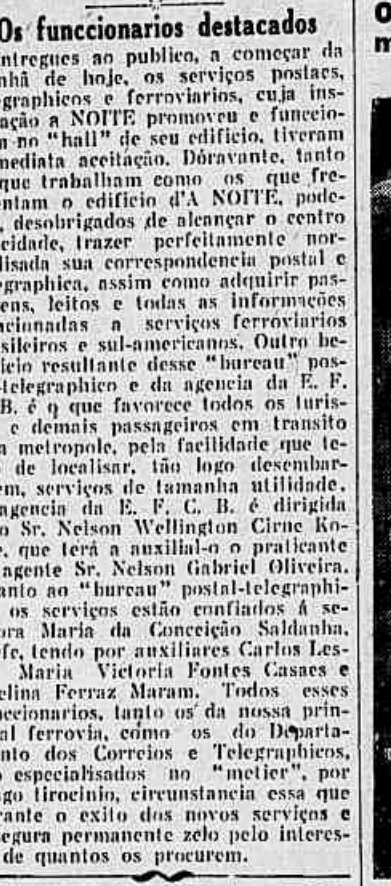 Os funccionarios destacados
ntregues ao publico, a começar da
nhã de hoje, os serviços postaes,
graphicos e ferroviarios, cuja ins-
ação a NOITE promoveu e funccio-
m no "hall" de seu edificio, tiveram
mediata aceitação. Dóravante, tanto
que trabalham como os que fre-
entam o edificio d'A NOITE, pode-
, desobrigados de alcançar o centro
cidade, trazer perfeitamente nor-
lisada sua correspondencia postal e
egraphica, assim como adquirir pas-
ens, leitos e todas as informações
acionadas a serviços ferroviarios
sileiros e sul-americanos. Outro be-
icio resultante desse "bureau" pos-
-telegraphico e da agencia da E. F.
B. é q que favorece todos os turis-
e demais passageiros em transito
a metropole, pela facilidade que te-
de localisar, tão logo desembar-
em, serviços de tamanha utilidade.
agencia da E. F. C. B. é dirigida
o Sr. Nelson Wellington Cirne Ko-
e, que terá a auxilial-o o praticante
agente Sr. Nelson Gabriel Oliveira.
anto ao "bureau" postal-telegraphi-
os serviços estão confiados á se-
ora Maria da Conceição Saldanha,
efe, tendo por auxiliares Carlos Les-
Maria Victoria Fontes Casaes e
elina Ferraz Maram. Todos esses
ccionarios, tanto os da nossa prin-
al ferrovia, cómo os do Departa-
nto dos Correios e Telegraphicos,
o especialisados no "metier", por
go tirocinio, circunstancia essa que
rante o exito dos novos serviços e
segura permanente zelo pelo interes-
de quantos os procurem.
O
m